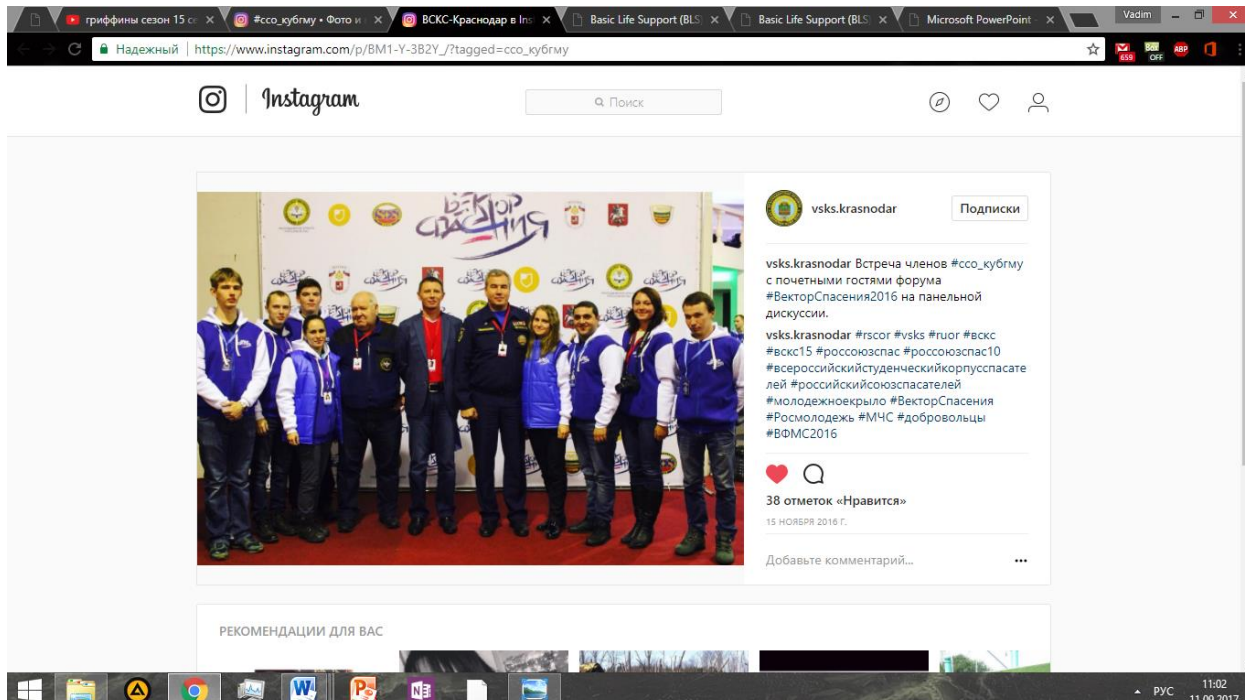 гриффины сезон 15 се
#ссо_кубгму • Фото и
ВСКС-Краснодар в Ins
Basic Life Support (BLS)
Basic Life Support (BLS)
Microsoft PowerPoint -
Vadim
Надежный
https://www.instagram.com/p/BM1-Y-3B2Y_/?tagged=ссо_кубгму
659
OFF
ABP
Instagram
Поиск
ВЕКТОР
СПАСЕНИЯ
vsks.krasnodar
Подписки
vsks.krasnodar Встреча членов #ссо_кубгму
с почетными гостями форума
#ВекторСпасения2016 на панельной
дискуссии.
vsks.krasnodar #rscor #vsks #ruor #вскс
#вскс15 #россоюзспас #россоюзспас10
#всероссийскийстуденческийкорпусспасате
лей #российскийсоюзспасателей
#молодежноекрыло #ВекторСпасения
#Росмолодежь #МЧС #добровольцы
#ВФМС2016
38 отметок «Нравится»
15 НОЯБРЯ 2016 Г.
Добавьте комментарий...
РЕКОМЕНДАЦИИ ДЛЯ ВАС
РУС
11:02
11.09.2017